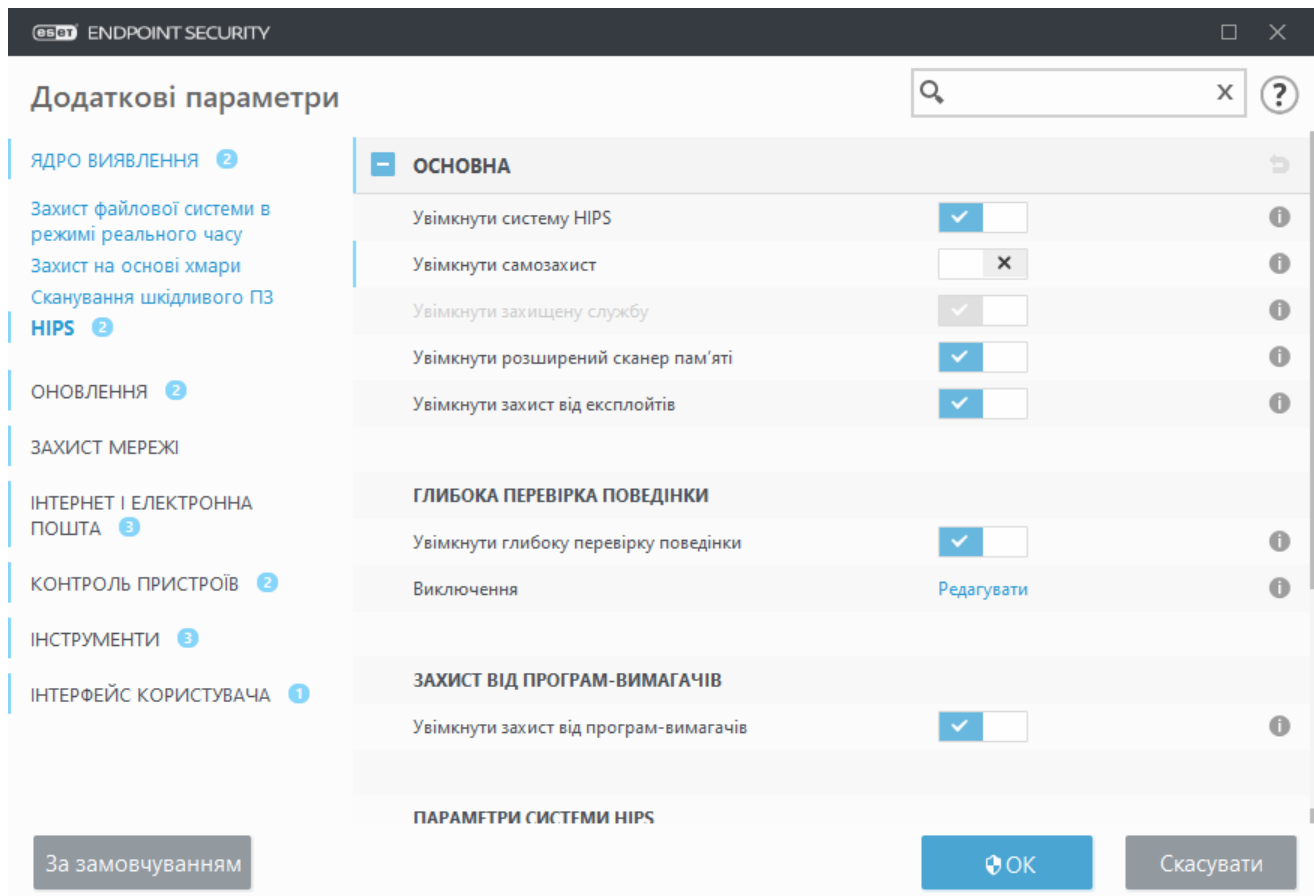 eset ENDPOINT SECURITY
Додаткові параметри
x
?
ЯДРО ВИЯВЛЕННЯ 2
Захист файлової системи в
режимі реального часу
Захист на основі хмари
Сканування шкідливого ПЗ
HIPS 2
ОНОВЛЕННЯ 2
ЗАХИСТ МЕРЕЖІ
ІНТЕРНЕТ І ЕЛЕКТРОННА
ПОШТА 3
КОНТРОЛЬ ПРИСТРОЇВ 2
ІНСТРУМЕНТИ 3
ІНТЕРФЕЙС КОРИСТУВАЧА 1
ОСНОВНА
Увімкнути систему HIPS
Увімкнути самозахист
Увімкнути захищену службу
Увімкнути розширений сканер пам’яті
Увімкнути захист від експлойтів
ГЛИБОКА ПЕРЕВІРКА ПОВЕДІНКИ
Увімкнути глибоку перевірку поведінки
Виключення Редагувати
ЗАХИСТ ВІД ПРОГРАМ-ВИМАГАЧІВ
Увімкнути захист від програм-вимагачів
ПАРАМЕТРИ СИСТЕМИ HIPS
За замовчуванням
OK
Скасувати